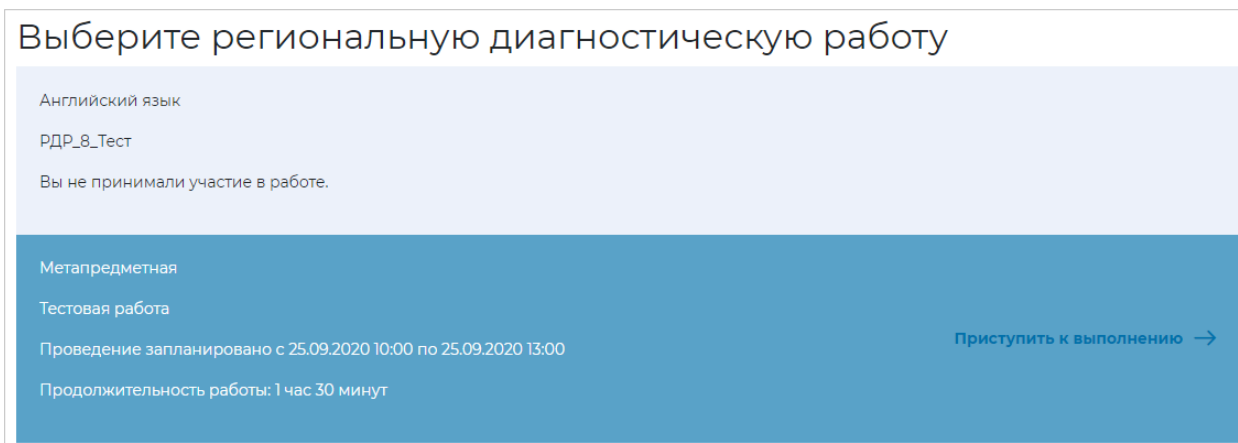 Выберите региональную диагностическую работу
Английский язык
РДР_8_Тест
Вы не принимали участие в работе.
Метапредметная
Тестовая работа
Проведение запланировано с 25.09.2020 10:00 по 25.09.2020 13:00
Приступить к выполнению →
Продолжительность работы: 1 час 30 минут